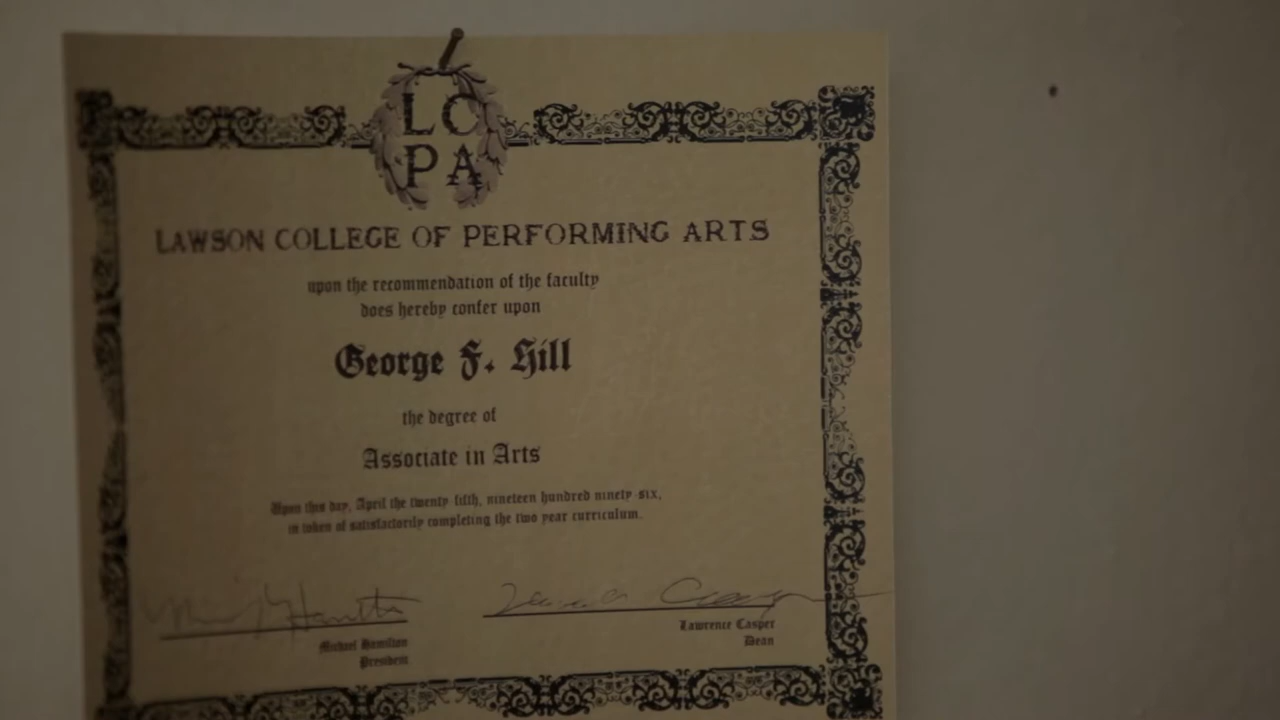 LC
PA
LAWSON COLLEGE OF PERFORMING ARTS
upon the recommendation of the faculty
does hereby confer upon
George F. Hill
the degree of
Associate in Arts
Upon this day, April the twenty-fifth, nineteen hundred ninety-six,
in token of satisfactorily completing the two year curriculum.
Michael Hamilton
President
Lawrence Casper
Dean